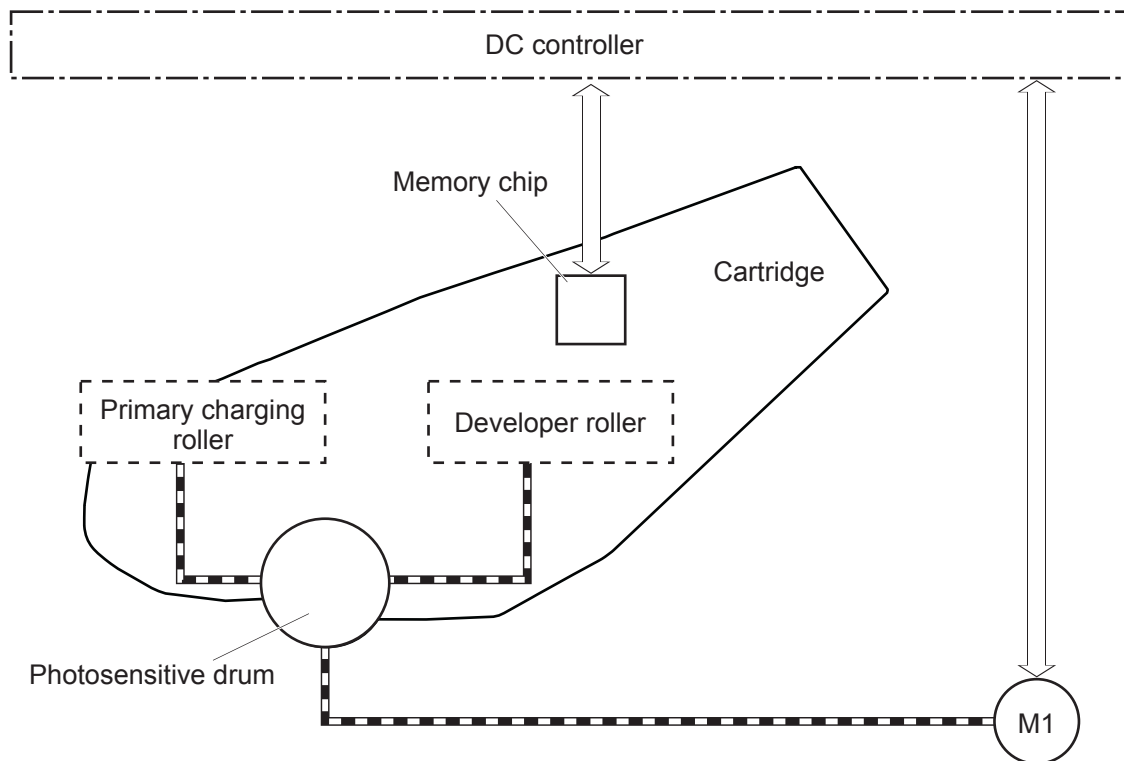 DC controller
Memory chip
Cartridge
Primary charging
roller
Developer roller
Photosensitive drum
M1